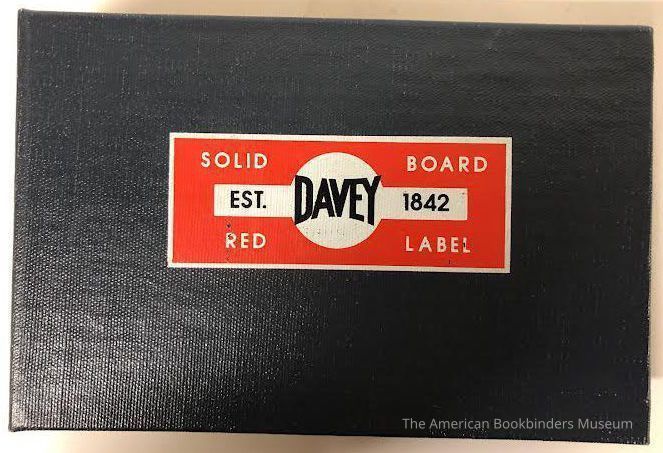 SOLID BOARD
EST. DAVEY 1842
RED LABEL
The American Bookbinders Museum